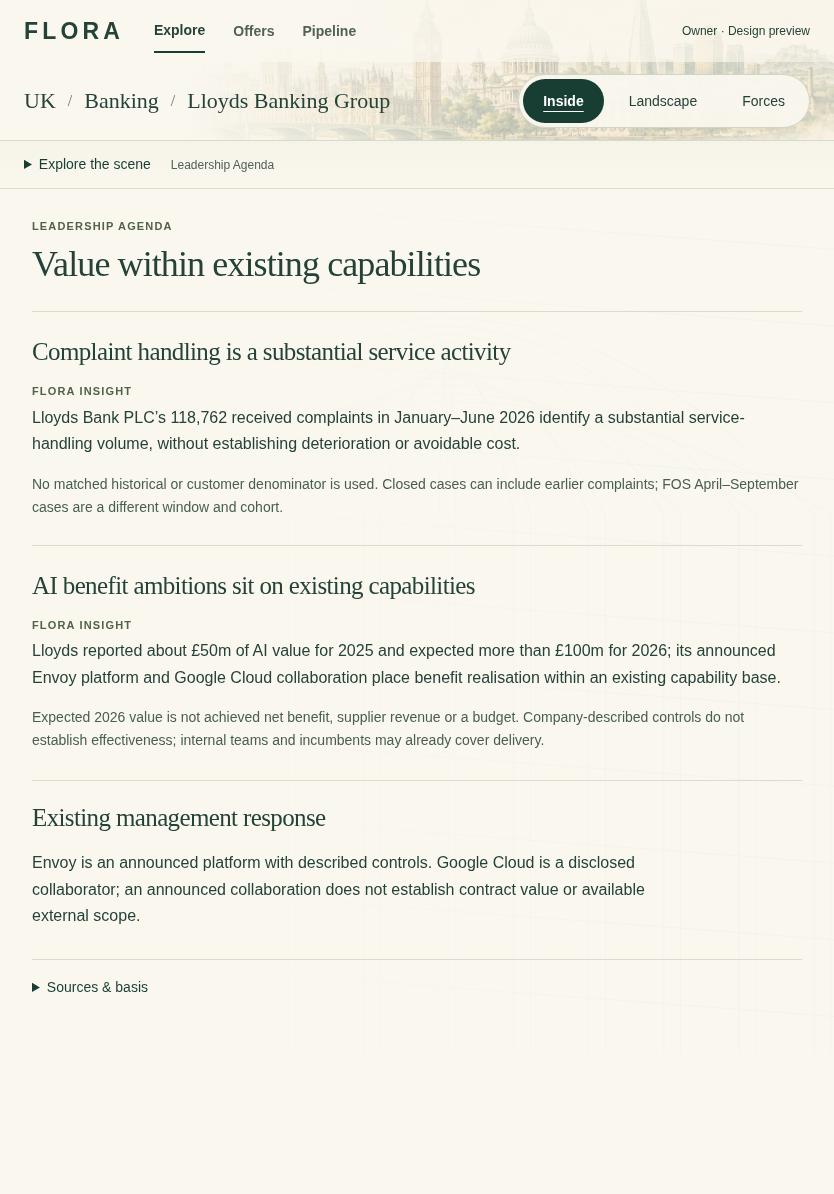 FLORA
Explore
Offers
Pipeline
Owner · Design preview
UK / Banking / Lloyds Banking Group
Inside
Landscape
Forces
Explore the scene
Leadership Agenda
LEADERSHIP AGENDA
Value within existing capabilities
Complaint handling is a substantial service activity
FLORA INSIGHT
Lloyds Bank PLC’s 118,762 received complaints in January–June 2026 identify a substantial service-
handling volume, without establishing deterioration or avoidable cost.
No matched historical or customer denominator is used. Closed cases can include earlier complaints; FOS April–September
cases are a different window and cohort.
AI benefit ambitions sit on existing capabilities
FLORA INSIGHT
Lloyds reported about £50m of AI value for 2025 and expected more than £100m for 2026; its announced
Envoy platform and Google Cloud collaboration place benefit realisation within an existing capability base.
Expected 2026 value is not achieved net benefit, supplier revenue or a budget. Company-described controls do not
establish effectiveness; internal teams and incumbents may already cover delivery.
Existing management response
Envoy is an announced platform with described controls. Google Cloud is a disclosed
collaborator; an announced collaboration does not establish contract value or available
external scope.
Sources & basis